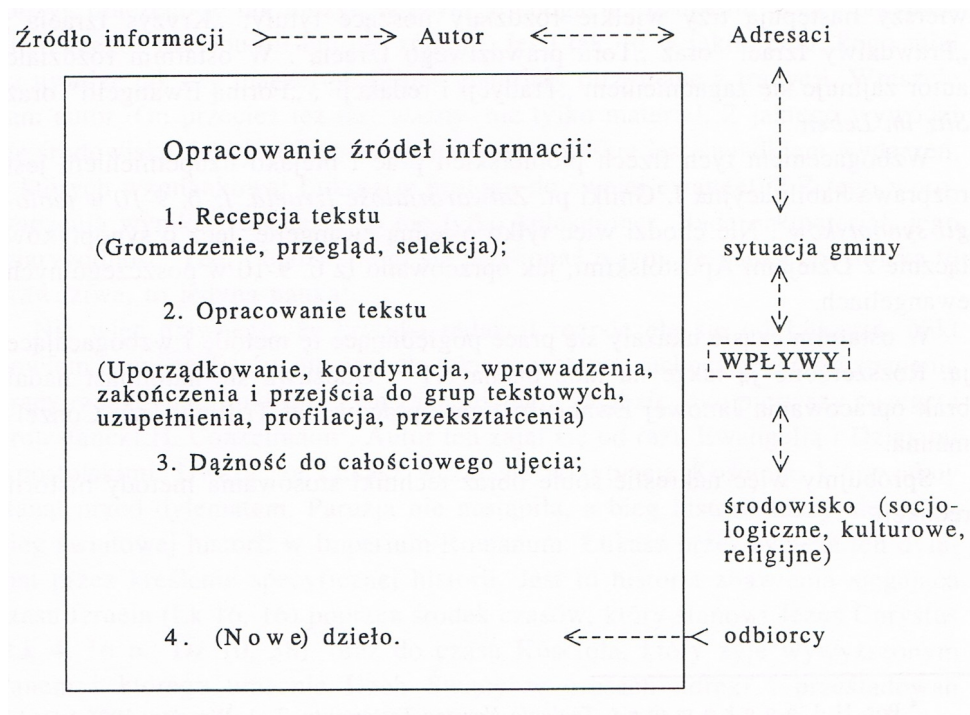 Źródło informacji Autor Adresaci
Opracowanie źródeł informacji:
1. Recepcja tekstu
(Gromadzenie, przegląd, selekcja);
sytuacja gminy
2. Opracowanie tekstu
WPŁYWY
(Uporządkowanie, koordynacja, wprowadzenia,
zakończenia i przejścia do grup tekstowych,
uzupełnienia, profilacja, przekształcenia)
3. Dążność do całościowego ujęcia;
środowisko (socjo-
logiczne, kulturowe,
religijne)
4. (Nowe) dzieło.
odbiorcy